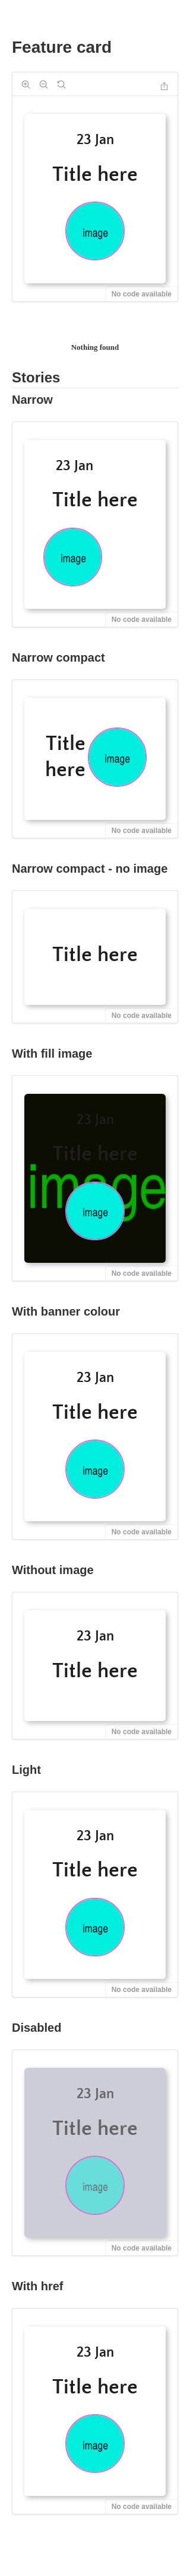 Feature card
23 Jan
Title here
image
No code available
Nothing found
Stories
Narrow
23 Jan
Title here
image
No code available
Narrow compact
Title
here
image
No code available
Narrow compact - no image
Title here
No code available
With fill image
23 Jan
Title here
image
image
No code available
With banner colour
23 Jan
Title here
image
No code available
Without image
23 Jan
Title here
No code available
Light
23 Jan
Title here
image
No code available
Disabled
23 Jan
Title here
image
No code available
With href
23 Jan
Title here
image
No code available